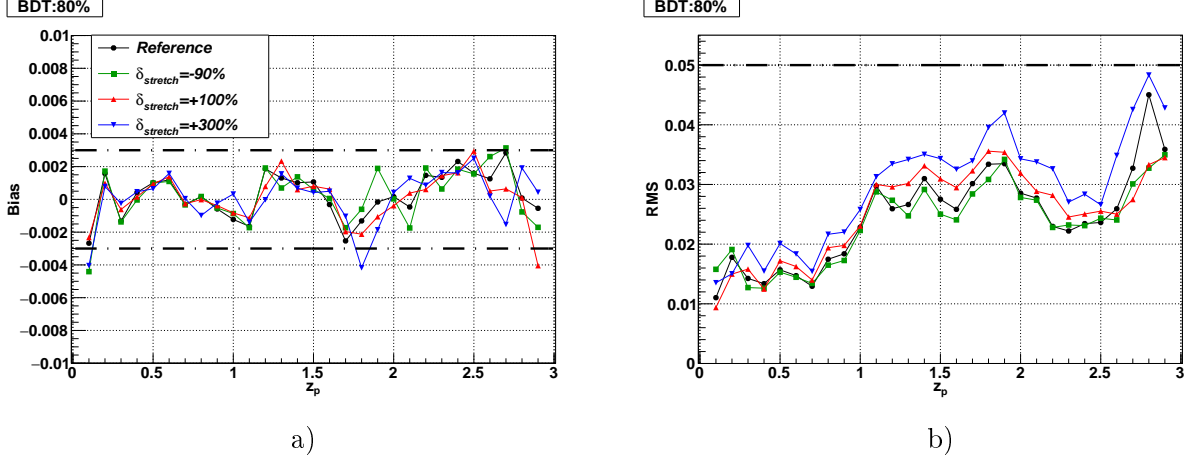 BDT:80%
0.01
0.008
0.006
0.004
0.002
0
−0.002
−0.004
−0.006
−0.008
−0.01
Bias
Reference
δstretch=-90%
δstretch=+100%
δstretch=+300%
0 0.5 1 1.5 2 2.5 3
zp
a)
BDT:80%
0.05
0.04
0.03
0.02
0.01
0
RMS
0 0.5 1 1.5 2 2.5 3
zp
b)